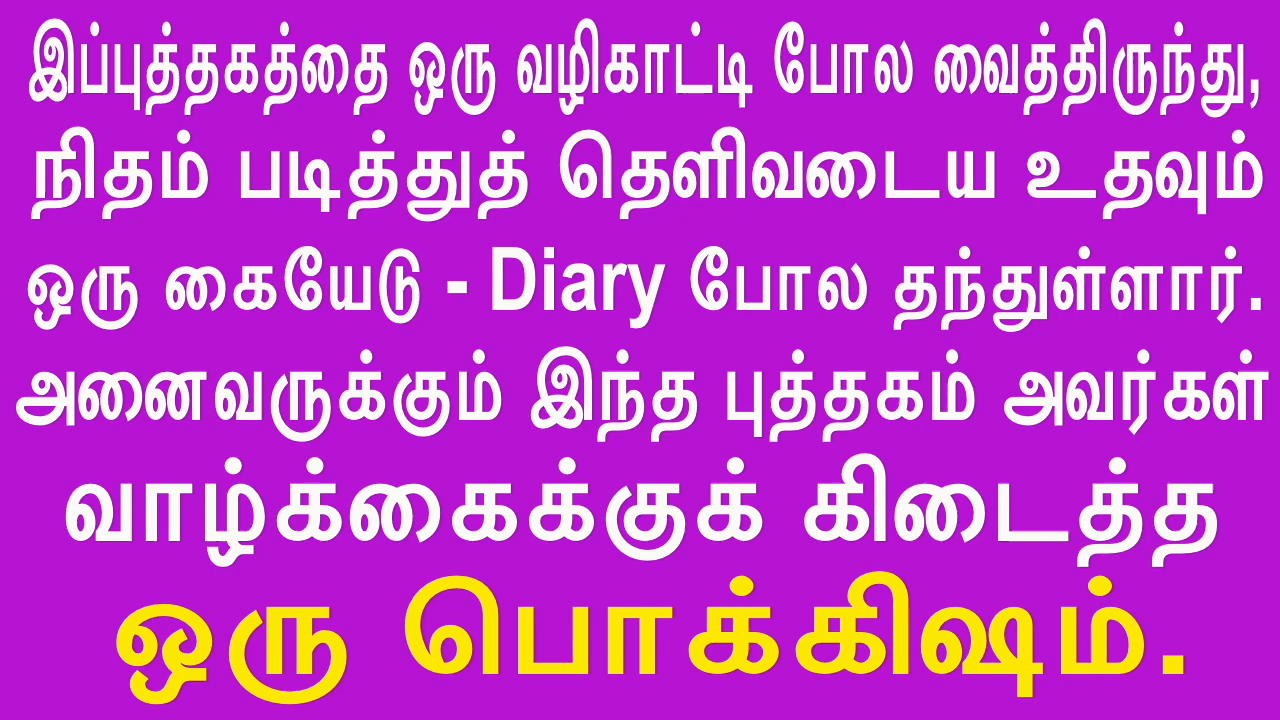 இப்புத்தகத்தை ஒரு வழிகாட்டி போல வைத்திருந்து,
நிதம் படித்துத் தெளிவடைய உதவும்
ஒரு கையேடு - Diary போல தந்துள்ளார்.
அனைவருக்கும் இந்த புத்தகம் அவர்கள்
வாழ்க்கைக்குக் கிடைத்த
ஒரு பொக்கிஷம்.